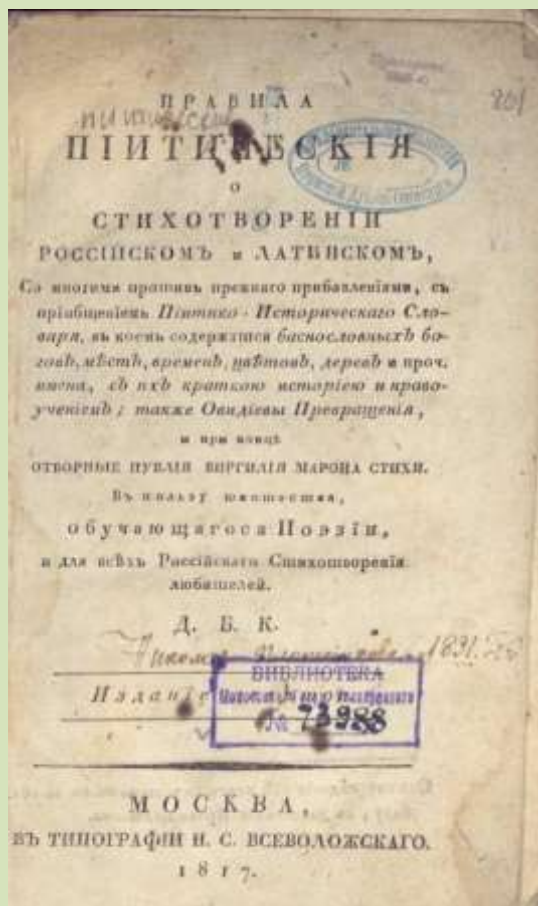 201
ПРАВИЛА
ПІИТИЧЕСКІЯ
О
СТИХОТВОРЕНІИ
РОССІЙСКОМЪ и ЛАТИНСКОМЪ,
Со многими противъ прежняго прибавленіями, съ
пріобщеніемъ Піитико-Историческаго Сло-
варя, въ коемъ содержатся баснословныхъ бо-
говъ, мѣстъ, временъ, цвѣтовъ, деревъ и проч.
имена, съ ихъ краткою исторіею и нраво-
ученіемъ; также Овидіевы Превращенія,
и при концѣ
ОТБОРНЫЕ ПУБЛІЯ ВИРГИЛІЯ МАРОНА СТИХИ.
Въ пользу юношества,
обучающагося Поэзіи,
и для всѣхъ Россійскаго Стихотворенія
любителей.
Д. Б. К.
1831
БИБЛИОТЕКА
Изданіе
№ 73988
МОСКВА,
ВЪ ТИПОГРАФІИ Н. С. ВСЕВОЛОЖСКАГО.
1817.